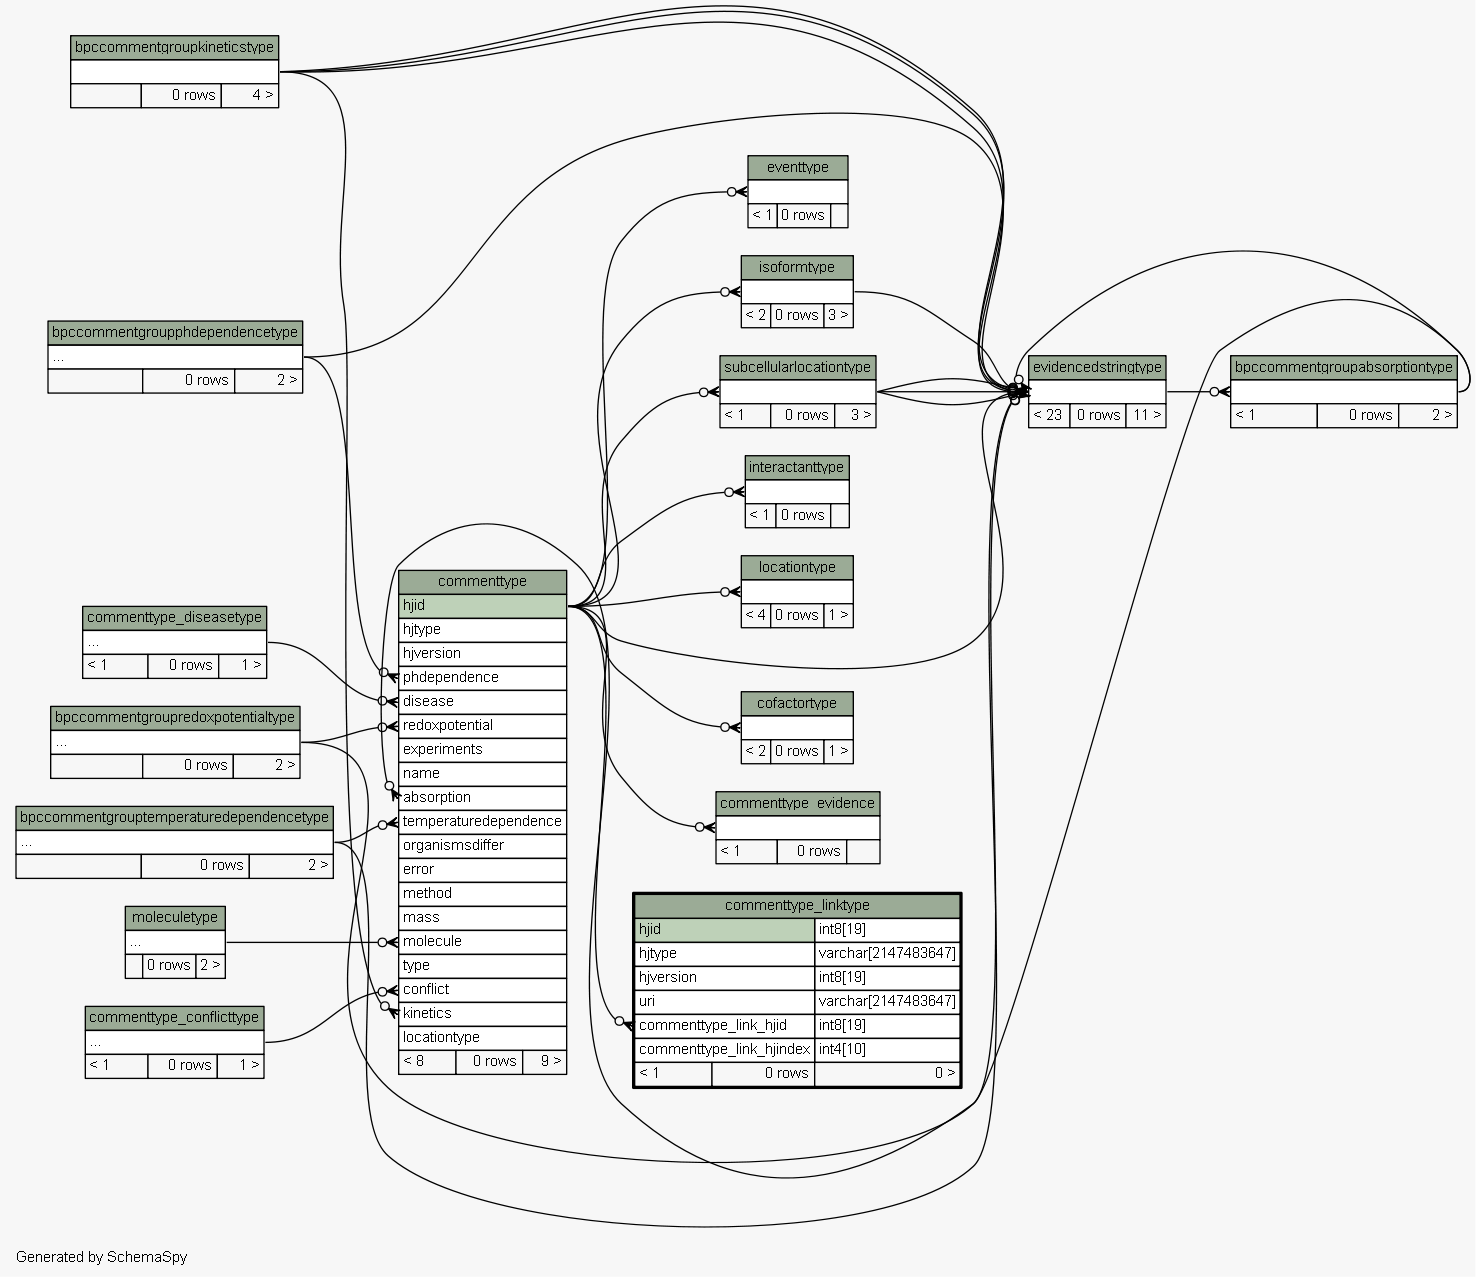 bpccommentgroupkineticstype
0 rows 4 >
eventtype
< 1 0 rows
isoformtype
< 2 0 rows 3 >
bpccommentgroupphdependencetype
...
0 rows 2 >
subcellularlocationtype
< 1 0 rows 3 >
evidencedstringtype
< 23 0 rows 11 >
bpccommentgroupabsorptiontype
< 1 0 rows 2 >
interactanttype
< 1 0 rows
locationtype
< 4 0 rows 1 >
commenttype_diseasetype
...
< 1 0 rows 1 >
bpccommentgroupredoxpotentialtype
...
0 rows 2 >
bpccommentgrouptemperaturedependencetype
...
0 rows 2 >
moleculetype
...
0 rows 2 >
commenttype_conflicttype
...
< 1 0 rows 1 >
commenttype
hjid
hjtype
hjversion
phdependence
disease
redoxpotential
experiments
name
absorption
temperaturedependence
organismsdiffer
error
method
mass
molecule
type
conflict
kinetics
locationtype
< 8 0 rows 9 >
cofactortype
< 2 0 rows 1 >
commenttype_evidence
< 1 0 rows
commenttype_linktype
hjid int8[19]
hjtype varchar[2147483647]
hjversion int8[19]
uri varchar[2147483647]
commenttype_link_hjid int8[19]
commenttype_link_hjindex int4[10]
< 1 0 rows 0 >
Generated by SchemaSpy